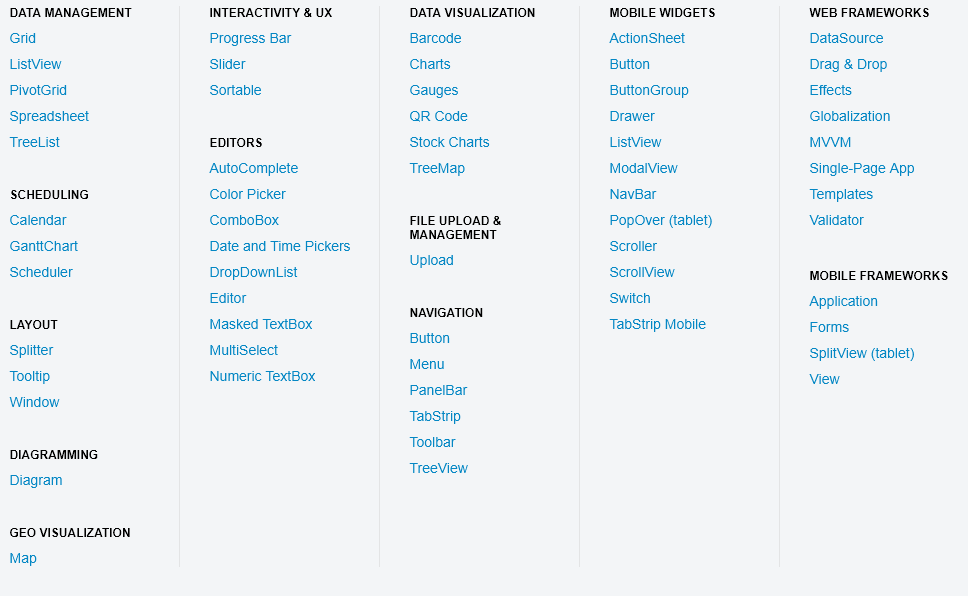 DATA MANAGEMENT
Grid
ListView
PivotGrid
Spreadsheet
TreeList
SCHEDULING
Calendar
GanttChart
Scheduler
LAYOUT
Splitter
Tooltip
Window
DIAGRAMMING
Diagram
GEO VISUALIZATION
Map
INTERACTIVITY & UX
Progress Bar
Slider
Sortable
EDITORS
AutoComplete
Color Picker
ComboBox
Date and Time Pickers
DropDownList
Editor
Masked TextBox
MultiSelect
Numeric TextBox
DATA VISUALIZATION
Barcode
Charts
Gauges
QR Code
Stock Charts
TreeMap
FILE UPLOAD &
MANAGEMENT
Upload
NAVIGATION
Button
Menu
PanelBar
TabStrip
Toolbar
TreeView
MOBILE WIDGETS
ActionSheet
Button
ButtonGroup
Drawer
ListView
ModalView
NavBar
PopOver (tablet)
Scroller
ScrollView
Switch
TabStrip Mobile
WEB FRAMEWORKS
DataSource
Drag & Drop
Effects
Globalization
MVVM
Single-Page App
Templates
Validator
MOBILE FRAMEWORKS
Application
Forms
SplitView (tablet)
View